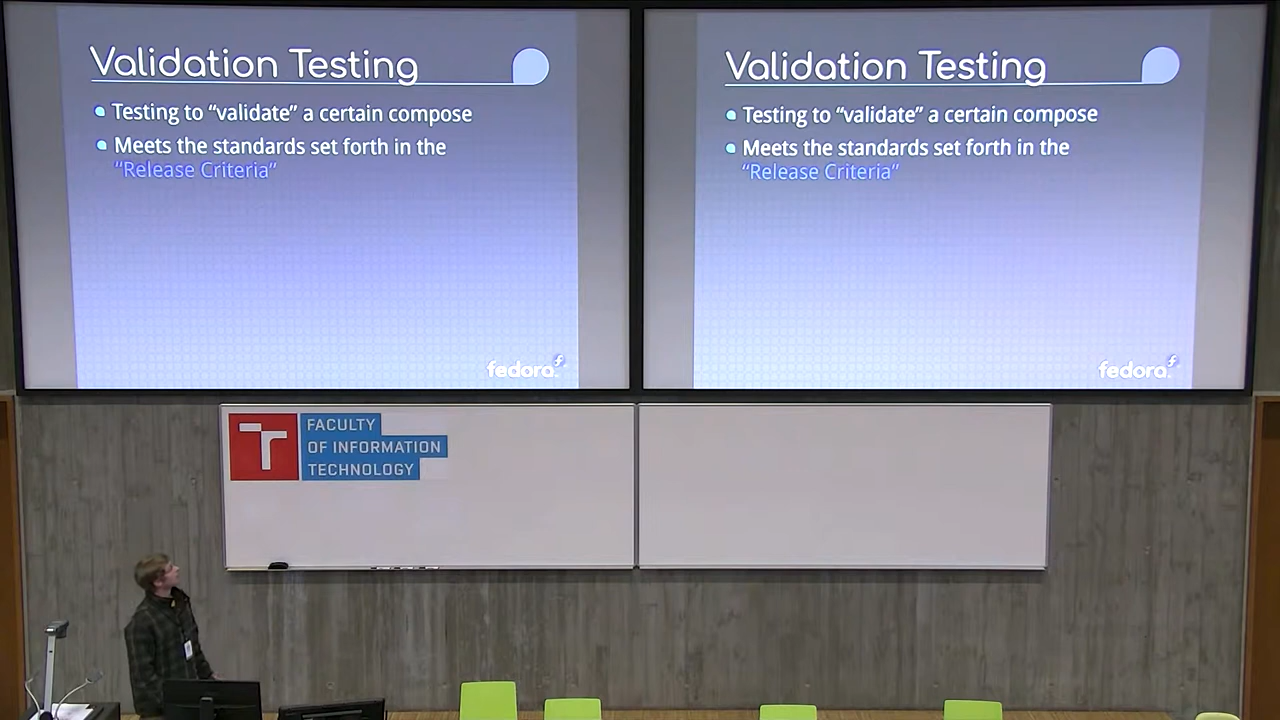 Validation Testing
Testing to “validate” a certain compose
Meets the standards set forth in the
“Release Criteria”
fedora
Validation Testing
Testing to “validate” a certain compose
Meets the standards set forth in the
“Release Criteria”
fedora
FACULTY
OF INFORMATION
TECHNOLOGY